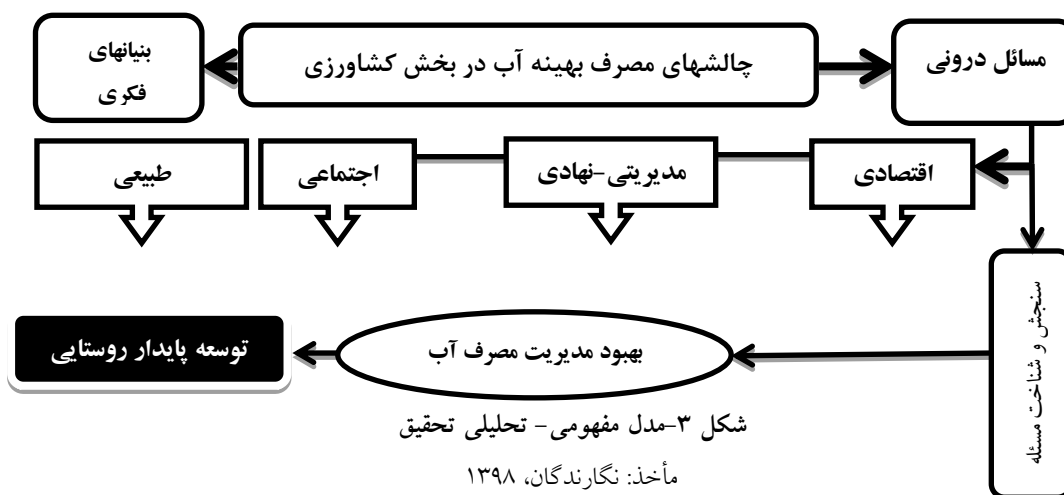 مسائل درونی
چالشهای مصرف بهینه آب در بخش کشاورزی
بنیانهای
فکری
اقتصادی
مدیریتی-نهادی
اجتماعی
طبیعی
سنجش و شناخت مسئله
بهبود مدیریت مصرف آب
توسعه پایدار روستایی
شکل ۳-مدل مفهومی- تحلیلی تحقیق
مأخذ: نگارندگان، ۱۳۹۸